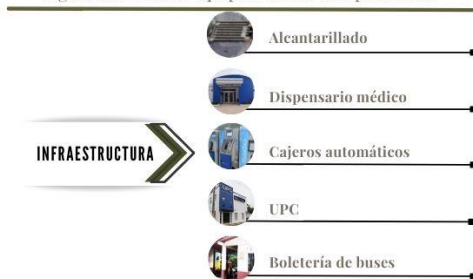 Alcantarillado
Dispensario médico
INFRAESTRUCTURA
Cajeros automáticos
UPC
Boletería de buses